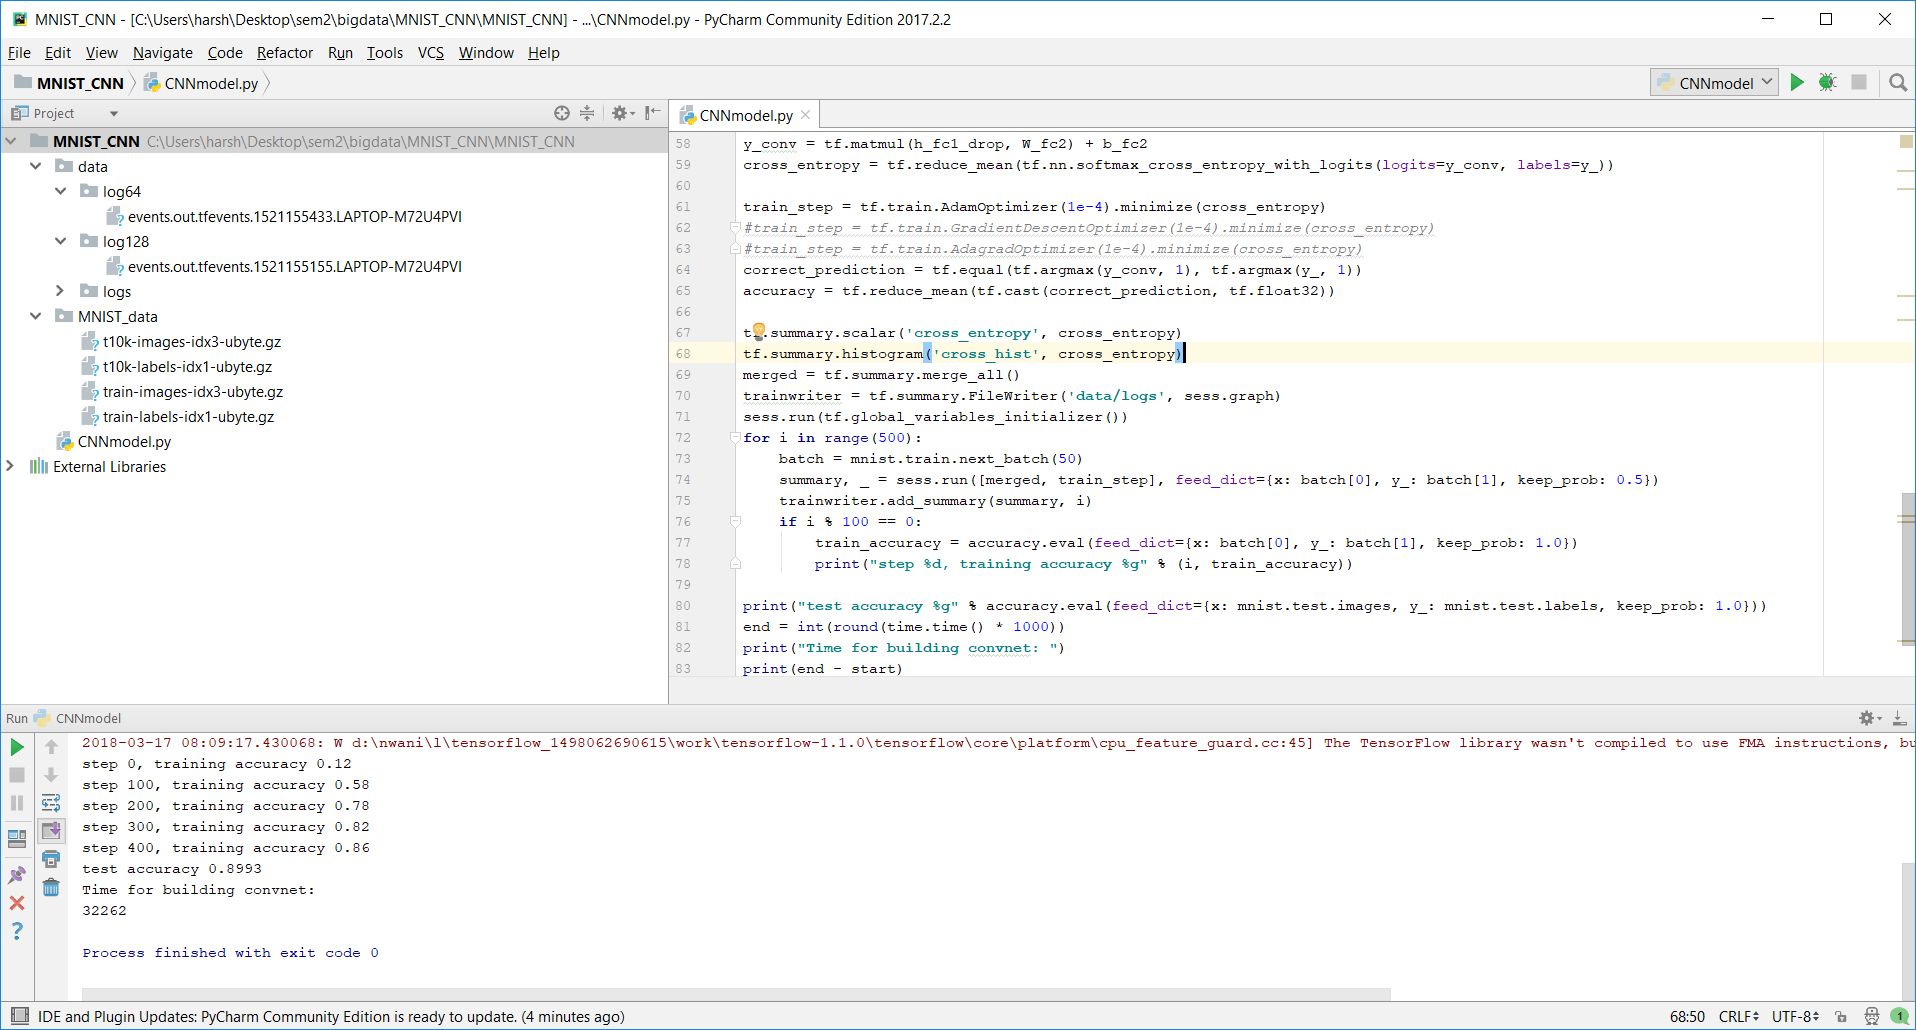 MNIST_CNN - [C:\Users\harsh\Desktop\sem2\bigdata\MNIST_CNN\MNIST_CNN] - ...\CNNmodel.py - PyCharm Community Edition 2017.2.2
File Edit View Navigate Code Refactor Run Tools VCS Window Help
MNIST_CNN CNNmodel.py CNNmodel
Project
MNIST_CNN C:\Users\harsh\Desktop\sem2\bigdata\MNIST_CNN\MNIST_CNN
data
log64
events.out.tfevents.1521155433.LAPTOP-M72U4PVI
log128
events.out.tfevents.1521155155.LAPTOP-M72U4PVI
logs
MNIST_data
t10k-images-idx3-ubyte.gz
t10k-labels-idx1-ubyte.gz
train-images-idx3-ubyte.gz
train-labels-idx1-ubyte.gz
CNNmodel.py
External Libraries
CNNmodel.py
58 y_conv = tf.matmul(h_fc1_drop, W_fc2) + b_fc2
59 cross_entropy = tf.reduce_mean(tf.nn.softmax_cross_entropy_with_logits(logits=y_conv, labels=y_))
60
61 train_step = tf.train.AdamOptimizer(1e-4).minimize(cross_entropy)
62 #train_step = tf.train.GradientDescentOptimizer(1e-4).minimize(cross_entropy)
63 #train_step = tf.train.AdagradOptimizer(1e-4).minimize(cross_entropy)
64 correct_prediction = tf.equal(tf.argmax(y_conv, 1), tf.argmax(y_, 1))
65 accuracy = tf.reduce_mean(tf.cast(correct_prediction, tf.float32))
66
67 t .summary.scalar('cross_entropy', cross_entropy)
68 tf.summary.histogram('cross_hist', cross_entropy)
69 merged = tf.summary.merge_all()
70 trainwriter = tf.summary.FileWriter('data/logs', sess.graph)
71 sess.run(tf.global_variables_initializer())
72 for i in range(500):
73 batch = mnist.train.next_batch(50)
74 summary, _ = sess.run([merged, train_step], feed_dict={x: batch[0], y_: batch[1], keep_prob: 0.5})
75 trainwriter.add_summary(summary, i)
76 if i % 100 == 0:
77 train_accuracy = accuracy.eval(feed_dict={x: batch[0], y_: batch[1], keep_prob: 1.0})
78 print("step %d, training accuracy %g" % (i, train_accuracy))
79
80 print("test accuracy %g" % accuracy.eval(feed_dict={x: mnist.test.images, y_: mnist.test.labels, keep_prob: 1.0}))
81 end = int(round(time.time() * 1000))
82 print("Time for building convnet: ")
83 print(end - start)
Run CNNmodel
2018-03-17 08:09:17.430068: W d:\nwani\l\tensorflow_1498062690615\work\tensorflow-1.1.0\tensorflow\core\platform\cpu_feature_guard.cc:45] The TensorFlow library wasn't compiled to use FMA instructions, bu
step 0, training accuracy 0.12
step 100, training accuracy 0.58
step 200, training accuracy 0.78
step 300, training accuracy 0.82
step 400, training accuracy 0.86
test accuracy 0.8993
Time for building convnet:
32262
Process finished with exit code 0
IDE and Plugin Updates: PyCharm Community Edition is ready to update. (4 minutes ago) 68:50 CRLF UTF-8 1